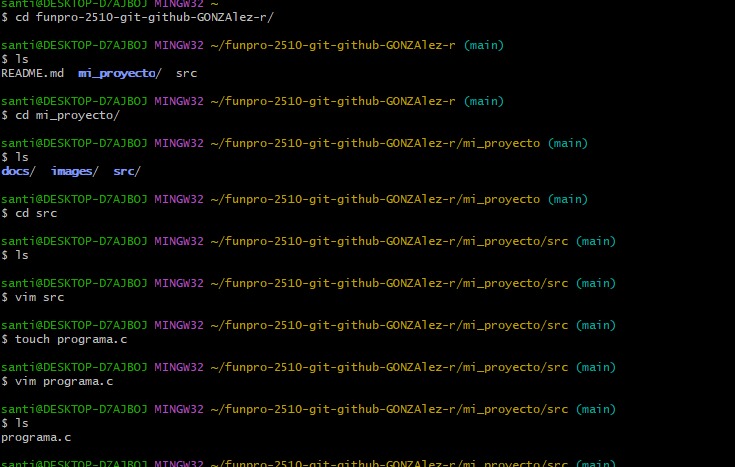 santi@DESKTOP-D7AJBOJ MINGW32 ~
$ cd funpro-2510-git-github-GONZAlez-r/
santi@DESKTOP-D7AJBOJ MINGW32 ~/funpro-2510-git-github-GONZAlez-r (main)
$ ls
README.md  mi_proyecto/  src
santi@DESKTOP-D7AJBOJ MINGW32 ~/funpro-2510-git-github-GONZAlez-r (main)
$ cd mi_proyecto/
santi@DESKTOP-D7AJBOJ MINGW32 ~/funpro-2510-git-github-GONZAlez-r/mi_proyecto (main)
$ ls
docs/  images/  src/
santi@DESKTOP-D7AJBOJ MINGW32 ~/funpro-2510-git-github-GONZAlez-r/mi_proyecto (main)
$ cd src
santi@DESKTOP-D7AJBOJ MINGW32 ~/funpro-2510-git-github-GONZAlez-r/mi_proyecto/src (main)
$ ls
santi@DESKTOP-D7AJBOJ MINGW32 ~/funpro-2510-git-github-GONZAlez-r/mi_proyecto/src (main)
$ vim src
santi@DESKTOP-D7AJBOJ MINGW32 ~/funpro-2510-git-github-GONZAlez-r/mi_proyecto/src (main)
$ touch programa.c
santi@DESKTOP-D7AJBOJ MINGW32 ~/funpro-2510-git-github-GONZAlez-r/mi_proyecto/src (main)
$ vim programa.c
santi@DESKTOP-D7AJBOJ MINGW32 ~/funpro-2510-git-github-GONZAlez-r/mi_proyecto/src (main)
$ ls
programa.c
santi@DESKTOP-D7AJBOJ MINGW32 ~/funpro-2510-git-github-GONZAlez-r/mi_proyecto/src (main)